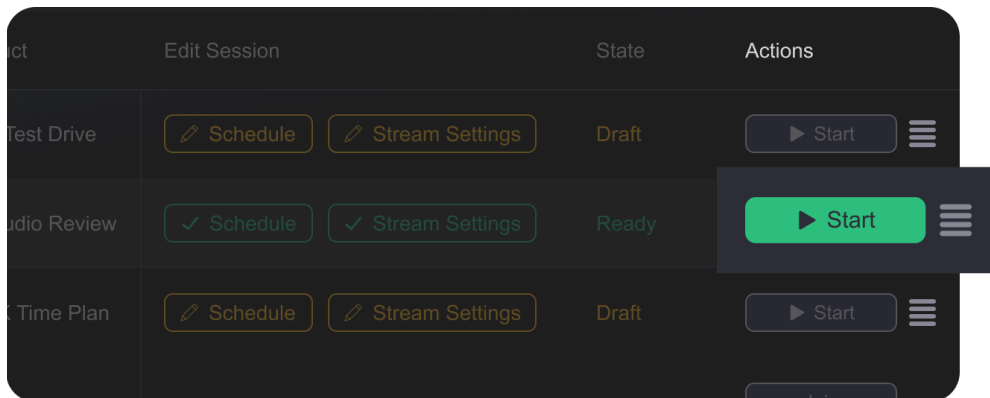 uct Edit Session State Actions
Test Drive Schedule Stream Settings Draft Start
udio Review Schedule Stream Settings Ready Start
Time Plan Schedule Stream Settings Draft Start